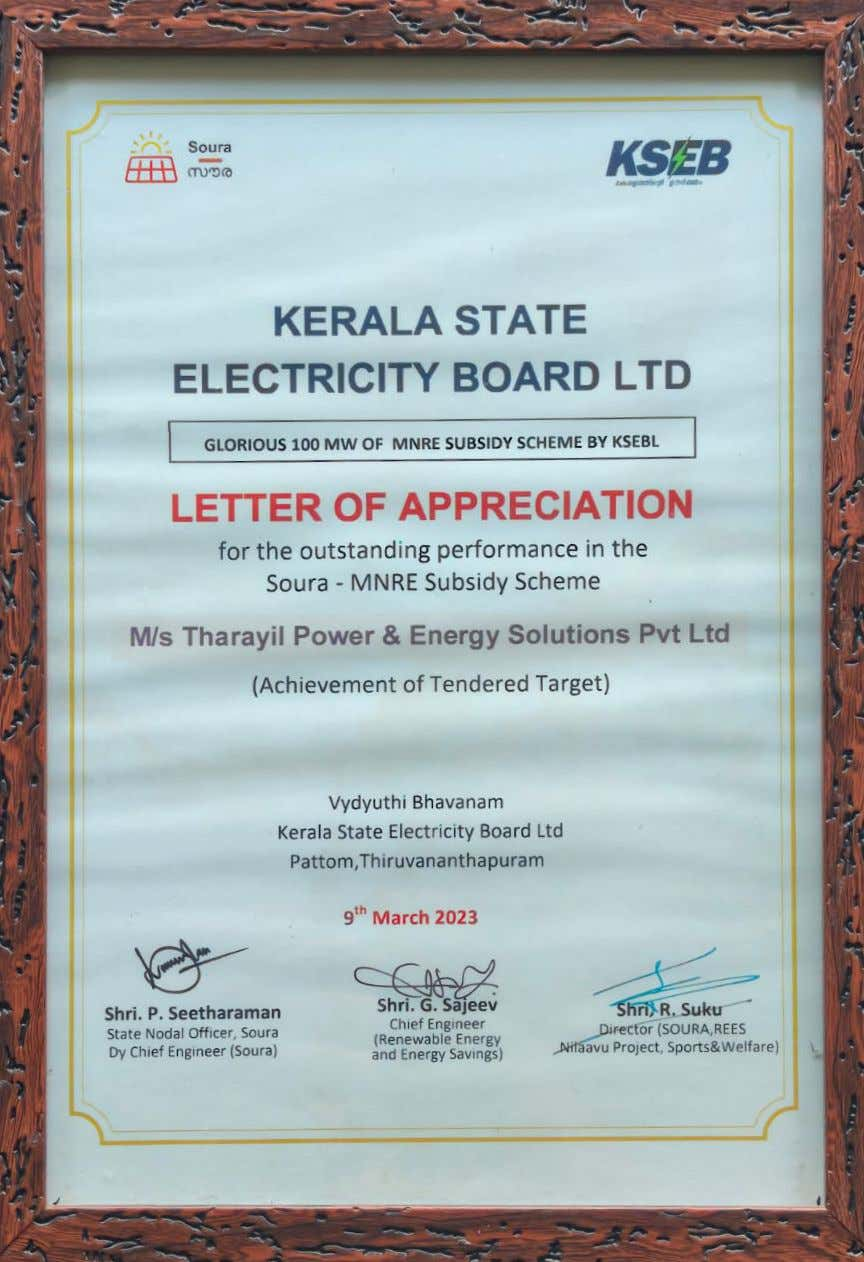 Soura
സൗര
KSEB
KERALA STATE
ELECTRICITY BOARD LTD
GLORIOUS 100 MW OF MNRE SUBSIDY SCHEME BY KSEBL
LETTER OF APPRECIATION
for the outstanding performance in the
Soura - MNRE Subsidy Scheme
M/s Tharayil Power & Energy Solutions Pvt Ltd
(Achievement of Tendered Target)
Vydyuthi Bhavanam
Kerala State Electricity Board Ltd
Pattom,Thiruvananthapuram
9th March 2023
Shri. P. Seetharaman
State Nodal Officer, Soura
Dy Chief Engineer (Soura)
Shri. G. Sajeev
Chief Engineer
(Renewable Energy
and Energy Savings)
Shri. R. Suku
Director (SOURA,REES
Nilaavu Project, Sports&Welfare)